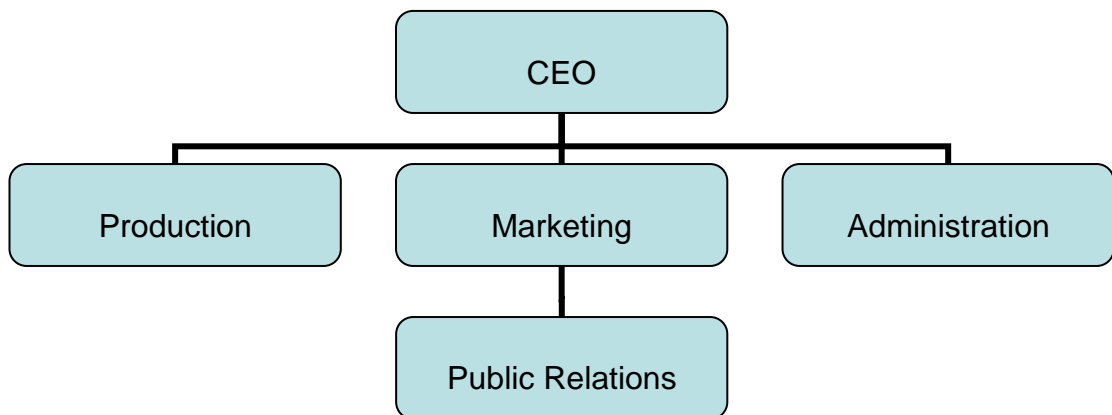 CEO
Production
Marketing
Administration
Public Relations